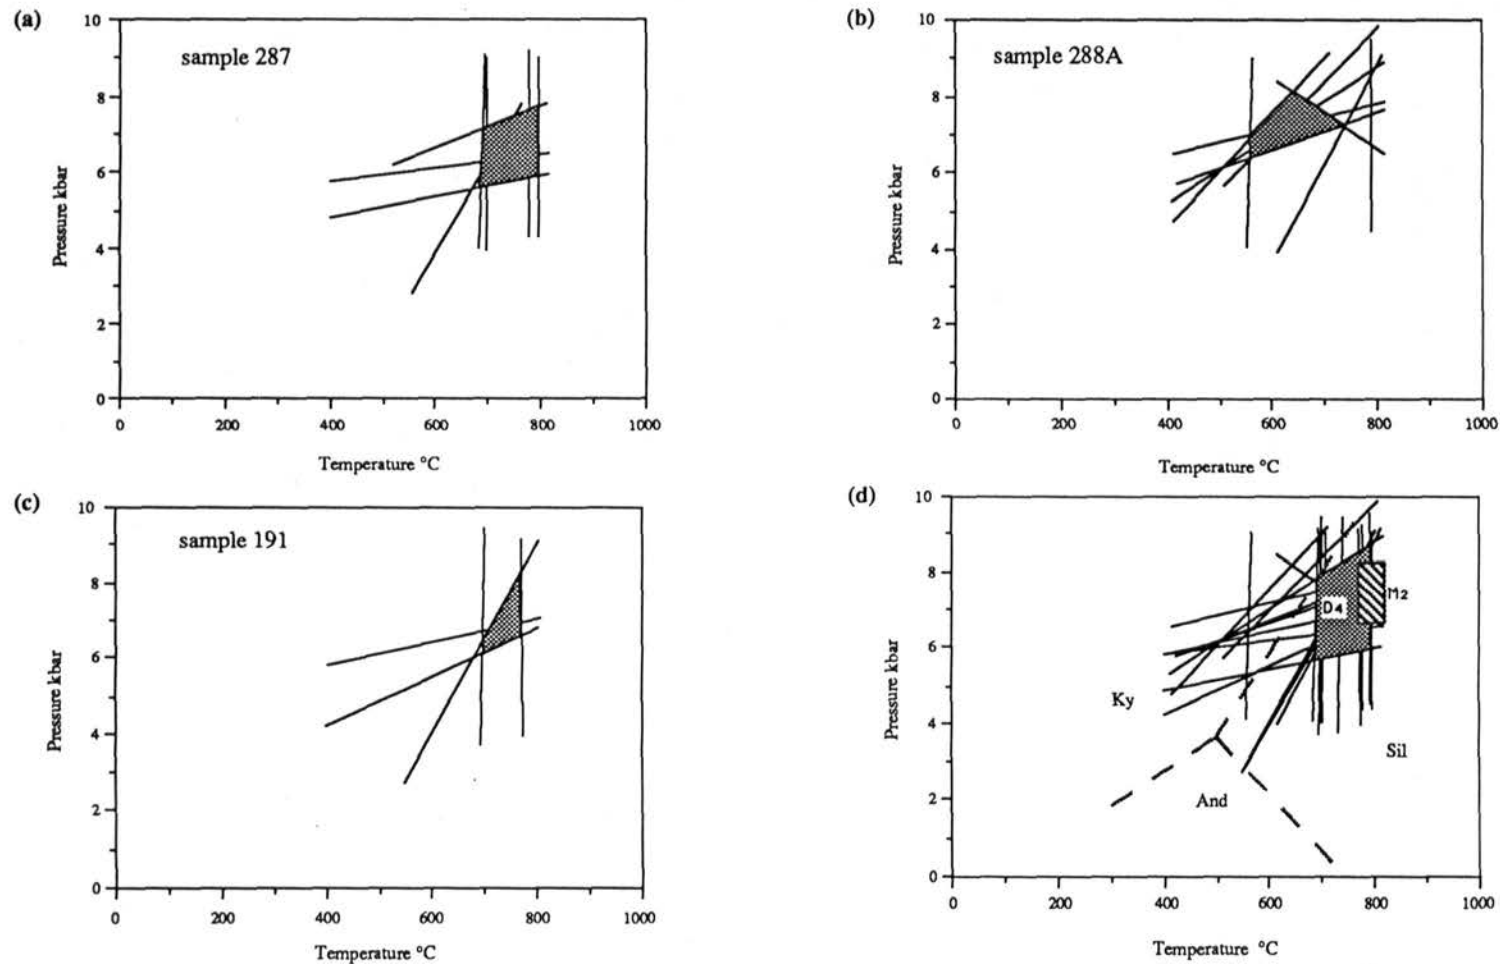 (a)
sample 287
10
8
6
4
2
0
Pressure kbar
0 200 400 600 800 1000
Temperature °C
(b)
sample 288A
10
8
6
4
2
0
Pressure kbar
0 200 400 600 800 1000
Temperature °C
(c)
sample 191
10
8
6
4
2
0
Pressure kbar
0 200 400 600 800 1000
Temperature °C
(d)
10
8
6
4
2
0
Pressure kbar
D4
M2
Ky
Sil
And
0 200 400 600 800 1000
Temperature °C